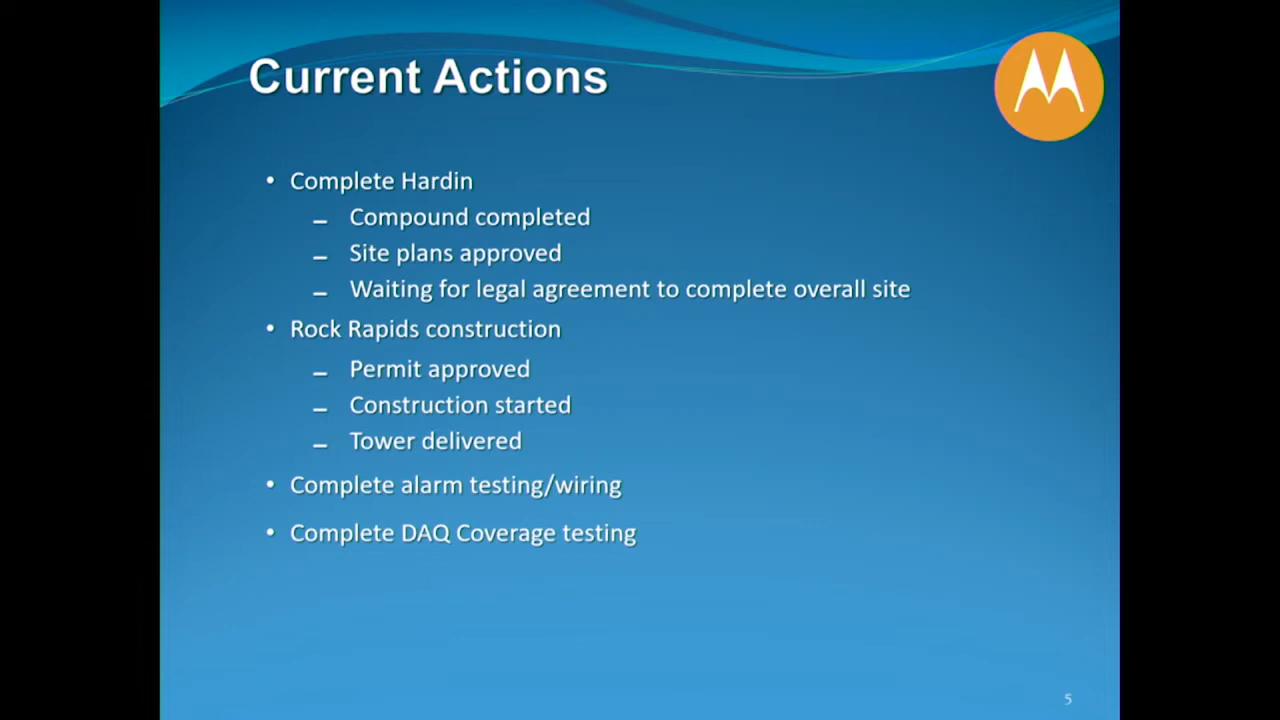 Current Actions
• Complete Hardin
– Compound completed
– Site plans approved
– Waiting for legal agreement to complete overall site
• Rock Rapids construction
– Permit approved
– Construction started
– Tower delivered
• Complete alarm testing/wiring
• Complete DAQ Coverage testing
5